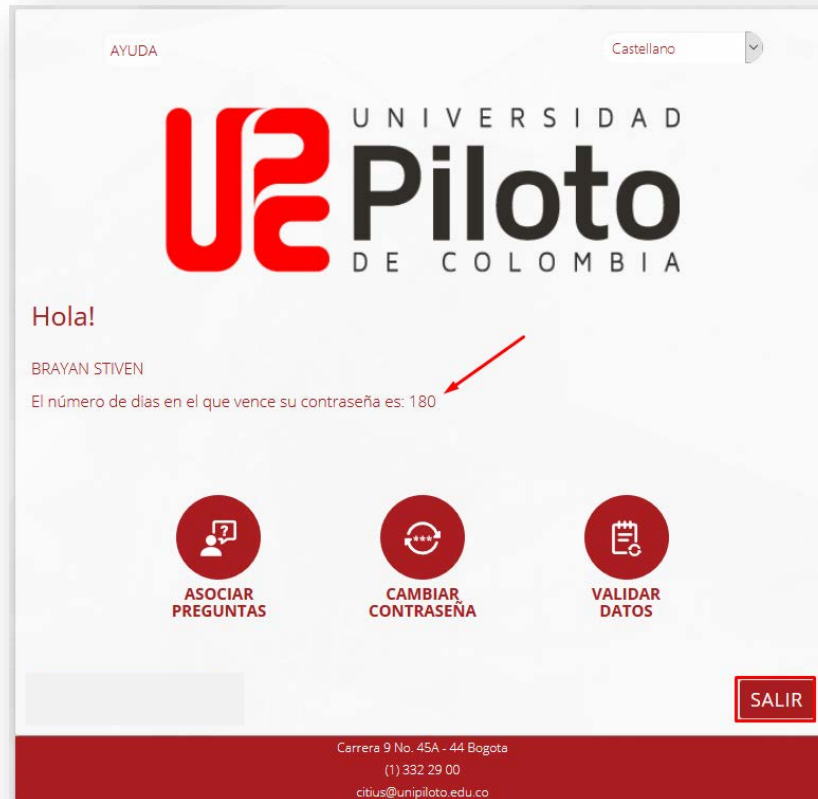 AYUDA
Castellano
UPC
UNIVERSIDAD
Piloto
DE COLOMBIA
Hola!
BRAYAN STIVEN
El número de dias en el que vence su contraseña es: 180
?
***
ASOCIAR
PREGUNTAS
CAMBIAR
CONTRASEÑA
VALIDAR
DATOS
SALIR
Carrera 9 No. 45A - 44 Bogota
(1) 332 29 00
citius@unipiloto.edu.co